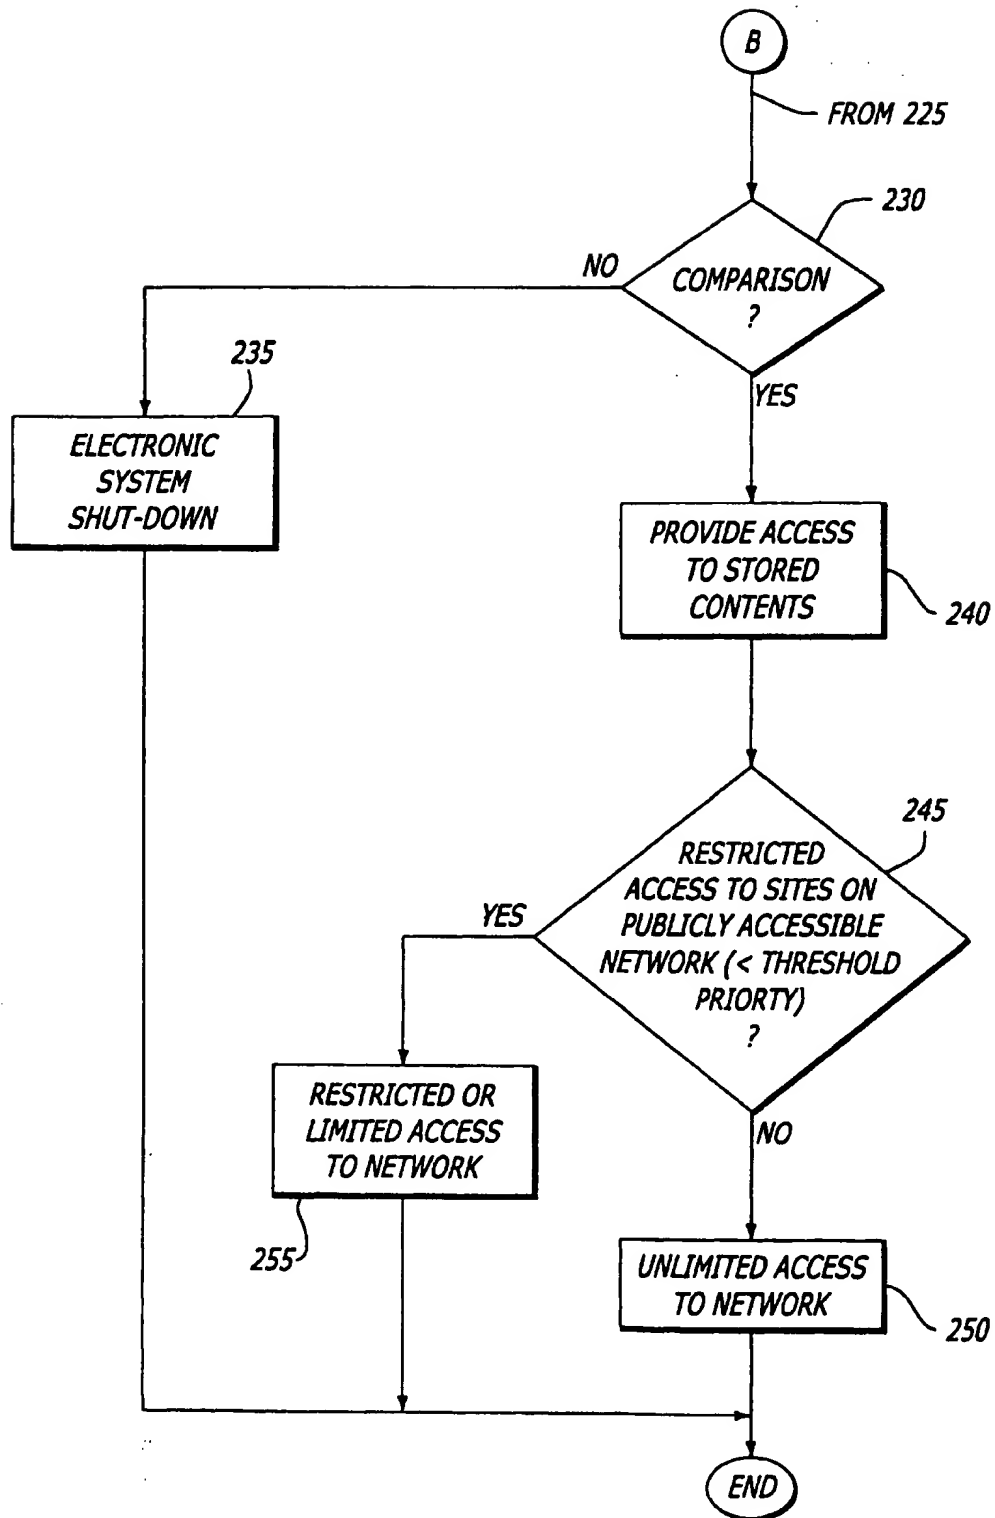 B
FROM 225
230
COMPARISON
?
NO
YES
235
ELECTRONIC
SYSTEM
SHUT-DOWN
PROVIDE ACCESS
TO STORED
CONTENTS
240
245
RESTRICTED
ACCESS TO SITES ON
PUBLICLY ACCESSIBLE
NETWORK (< THRESHOLD
PRIORTY)
?
YES
NO
RESTRICTED OR
LIMITED ACCESS
TO NETWORK
255
UNLIMITED ACCESS
TO NETWORK
250
END